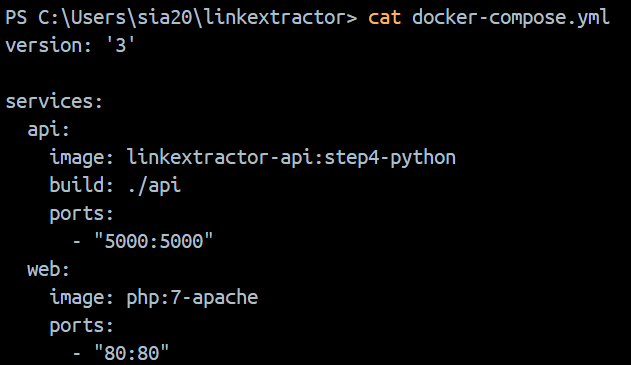 PS C:\Users\sia20\linkextractor> cat docker-compose.yml
version: '3'

services:
  api:
    image: linkextractor-api:step4-python
    build: ./api
    ports:
      - "5000:5000"
  web:
    image: php:7-apache
    ports:
      - "80:80"